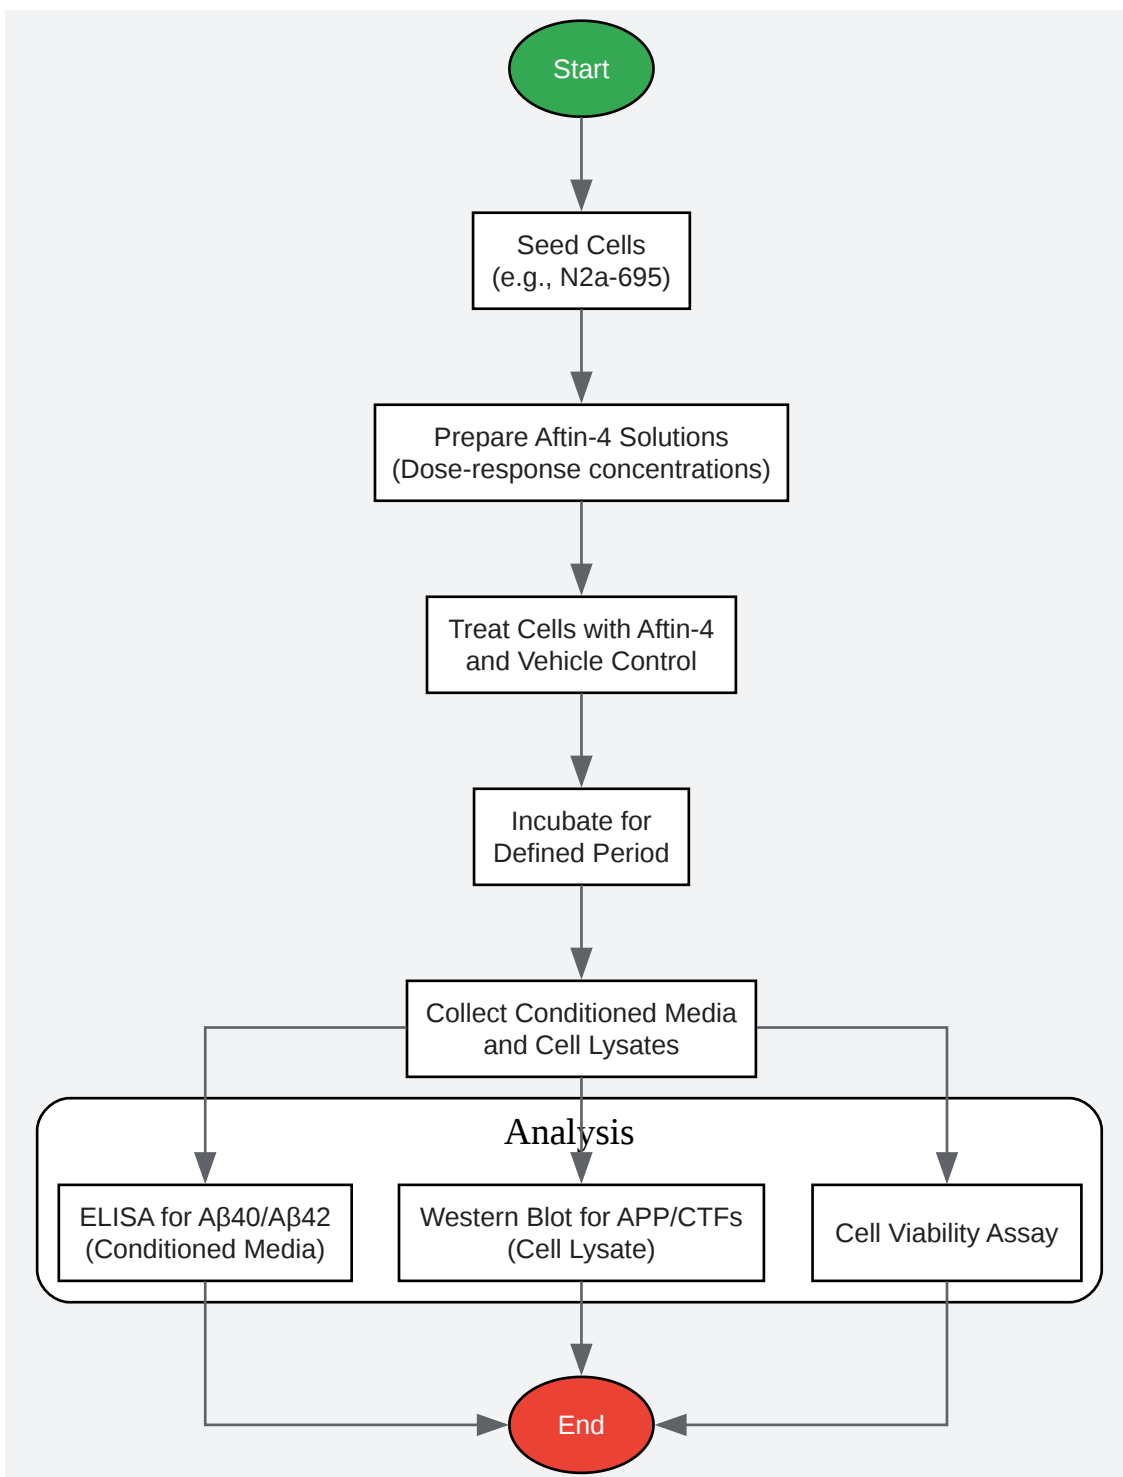 Start
Seed Cells
(e.g., N2a-695)
Prepare Aftin-4 Solutions
(Dose-response concentrations)
Treat Cells with Aftin-4
and Vehicle Control
Incubate for
Defined Period
Collect Conditioned Media
and Cell Lysates
Analysis
ELISA for Aβ40/Aβ42
(Conditioned Media)
Western Blot for APP/CTFs
(Cell Lysate)
Cell Viability Assay
End